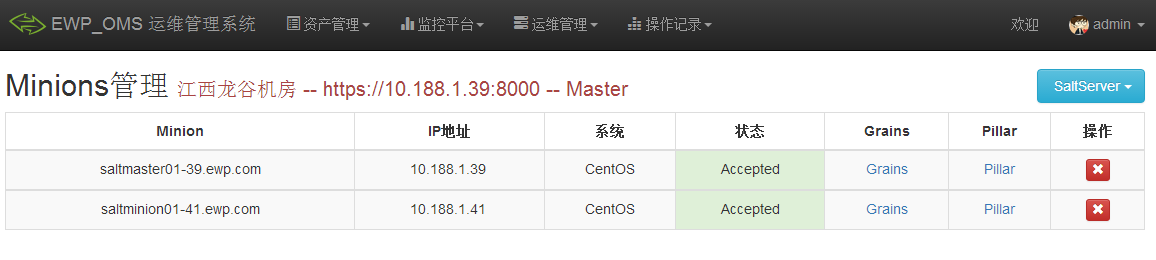 EWP_OMS 运维管理系统 资产管理 监控平台 运维管理 操作记录 欢迎 admin
Minions管理 江西龙谷机房 -- https://10.188.1.39:8000 -- Master SaltServer
Minion IP地址 系统 状态 Grains Pillar 操作
saltmaster01-39.ewp.com 10.188.1.39 CentOS Accepted Grains Pillar
saltminion01-41.ewp.com 10.188.1.41 CentOS Accepted Grains Pillar